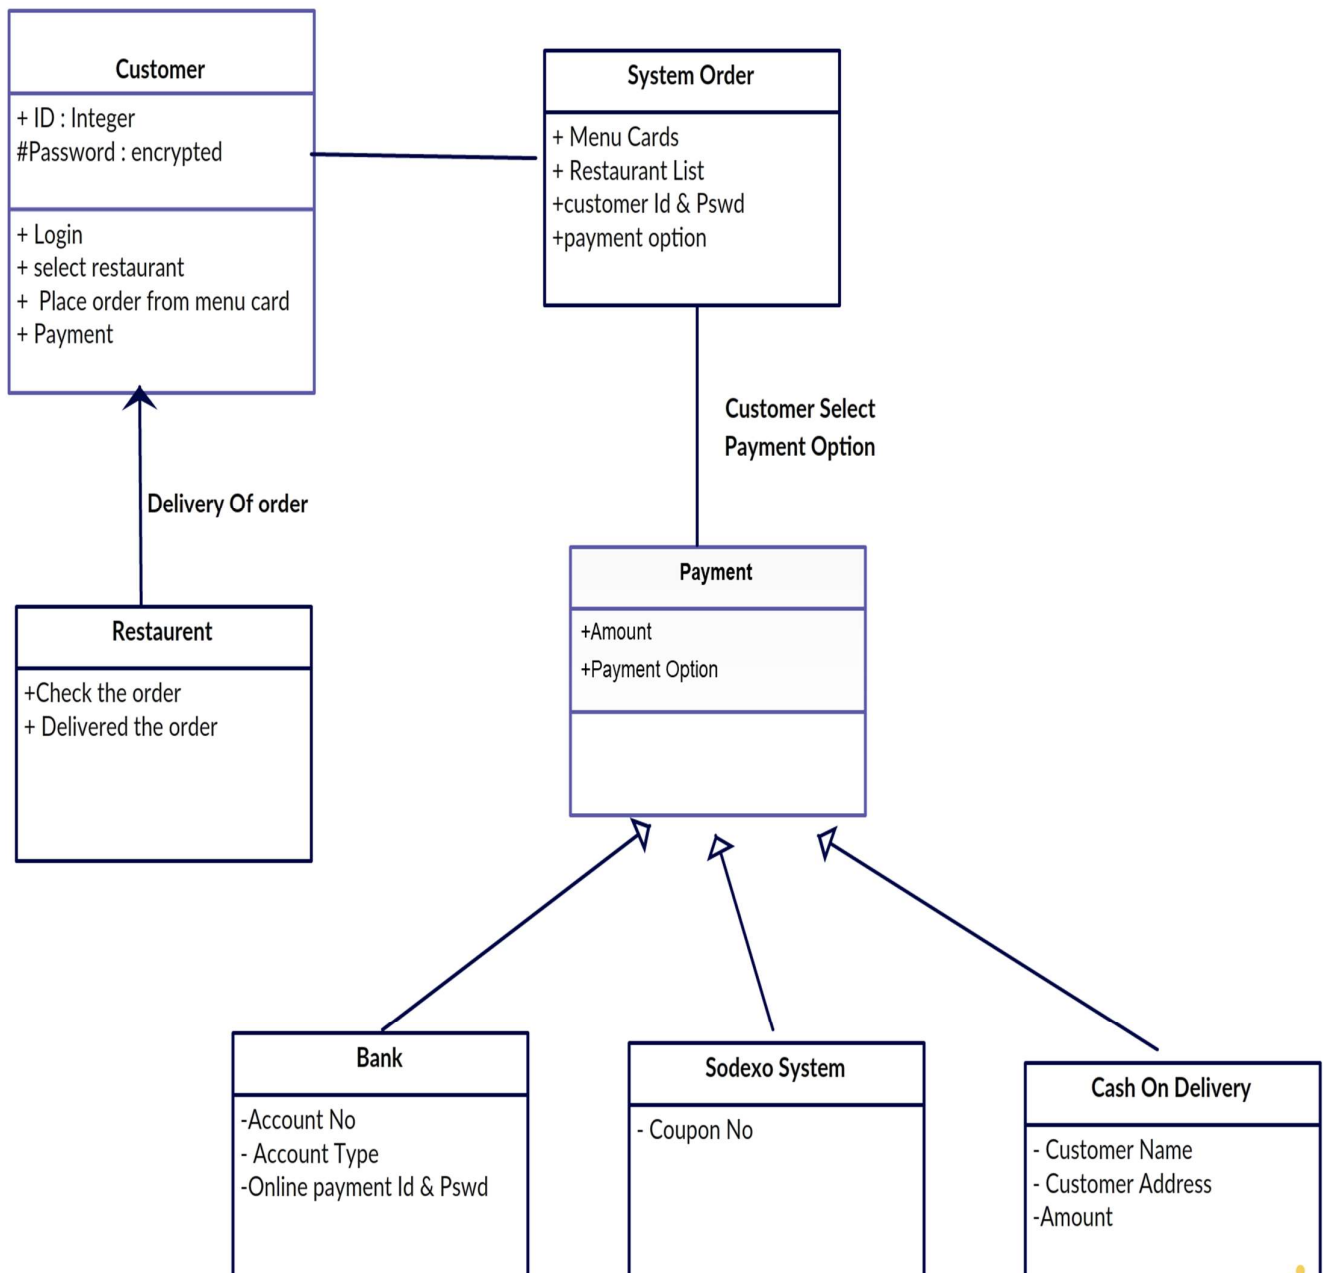 Customer
+ ID : Integer
#Password : encrypted
+ Login
+ select restaurant
+  Place order from menu card
+ Payment
System Order
+ Menu Cards
+ Restaurant List
+customer Id & Pswd
+payment option
Customer Select
Payment Option
Delivery Of order
Restaurent
+Check the order
+ Delivered the order
Payment
+Amount
+Payment Option
Bank
-Account No
- Account Type
-Online payment Id & Pswd
Sodexo System
- Coupon No
Cash On Delivery
- Customer Name
- Customer Address
-Amount